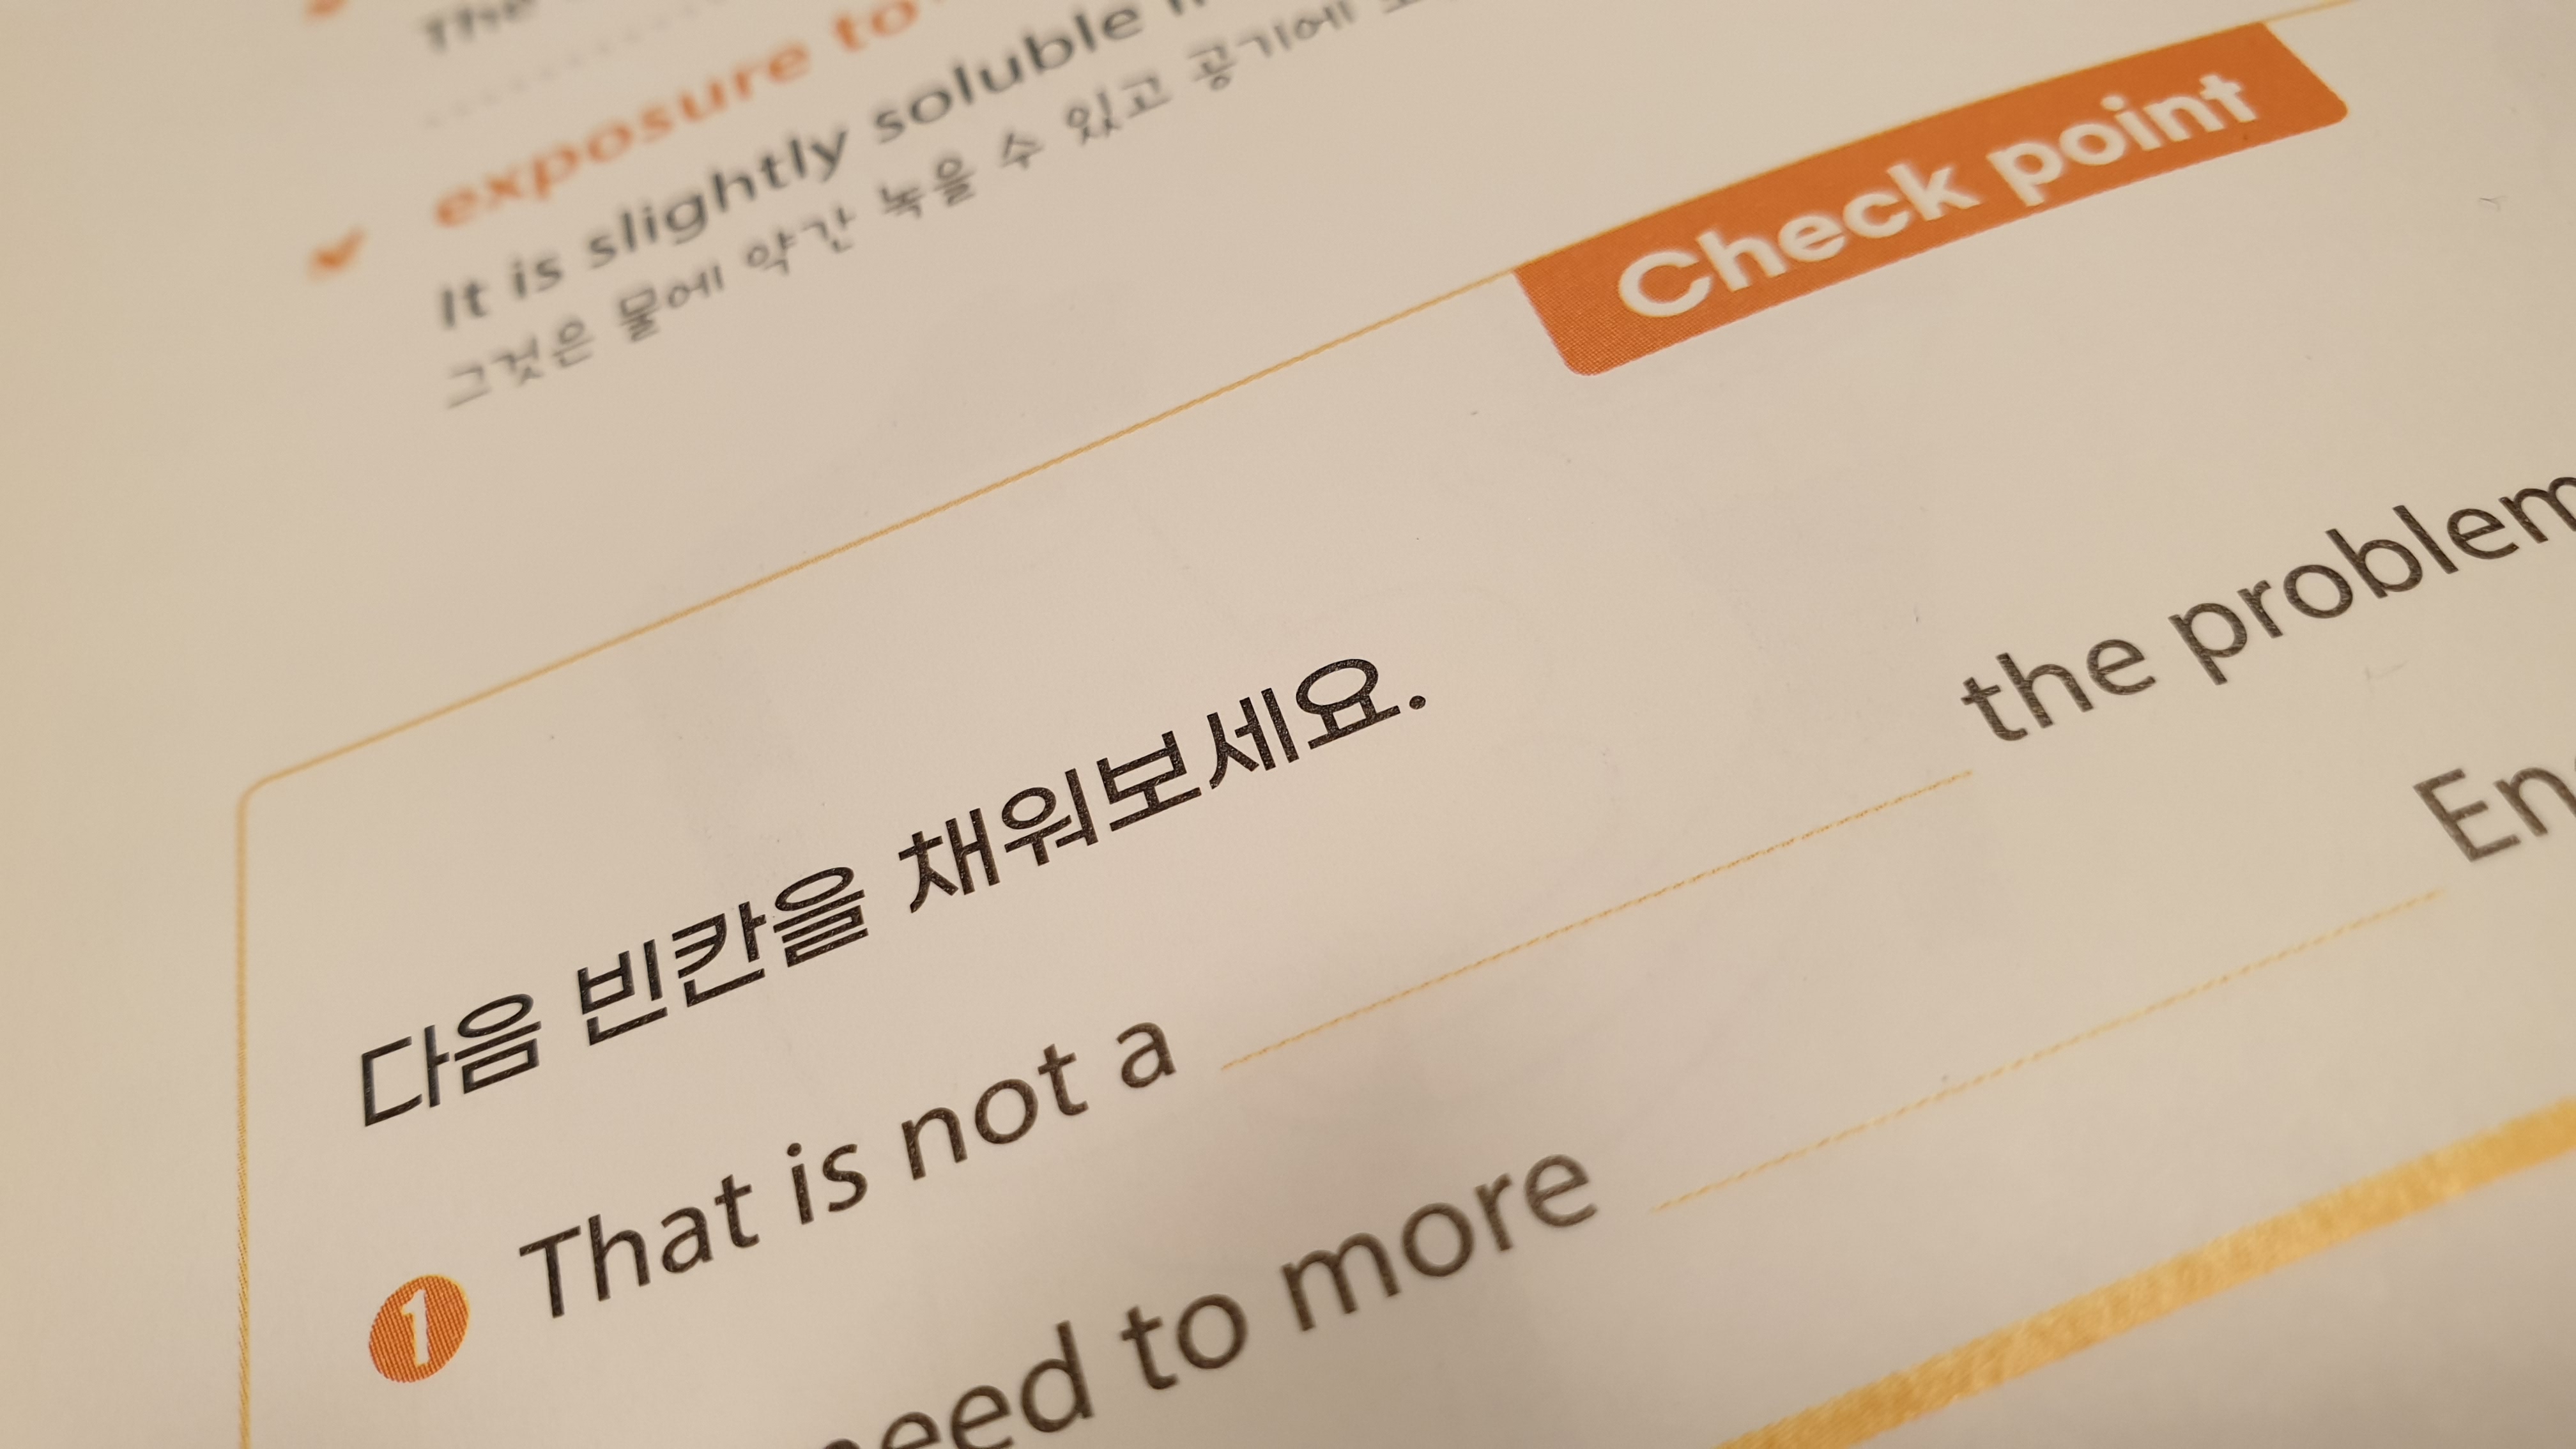 The
exposure to
It is slightly soluble
그것은 물에 약간 녹을 수 있고 공기에
Check point
다음 빈칸을 채워보세요.
1 That is not a the problem
need to more